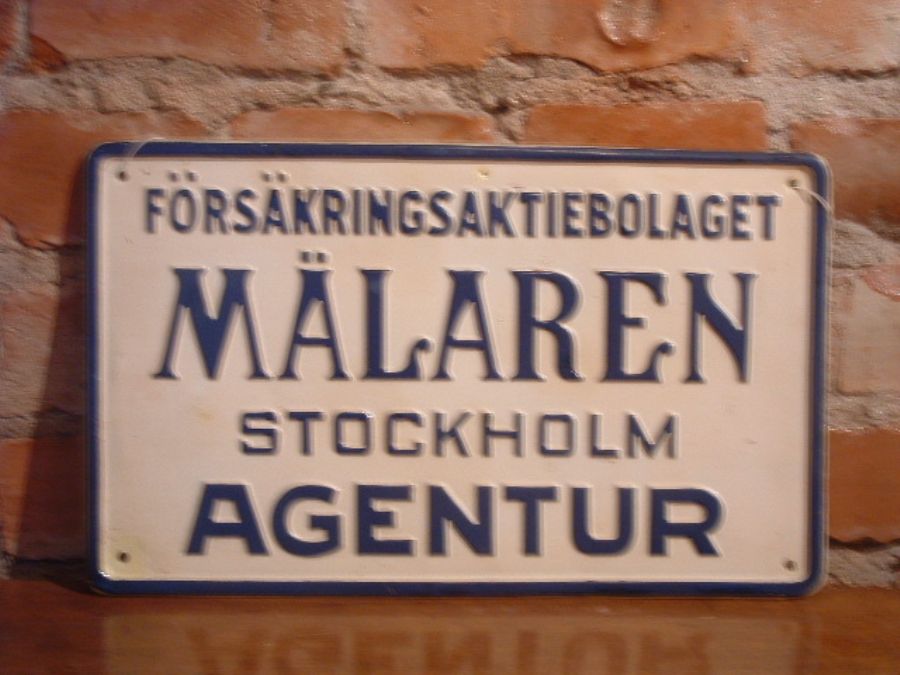 FÖRSÄKRINGSAKTIEBOLAGET
MÄLAREN
STOCKHOLM
AGENTUR